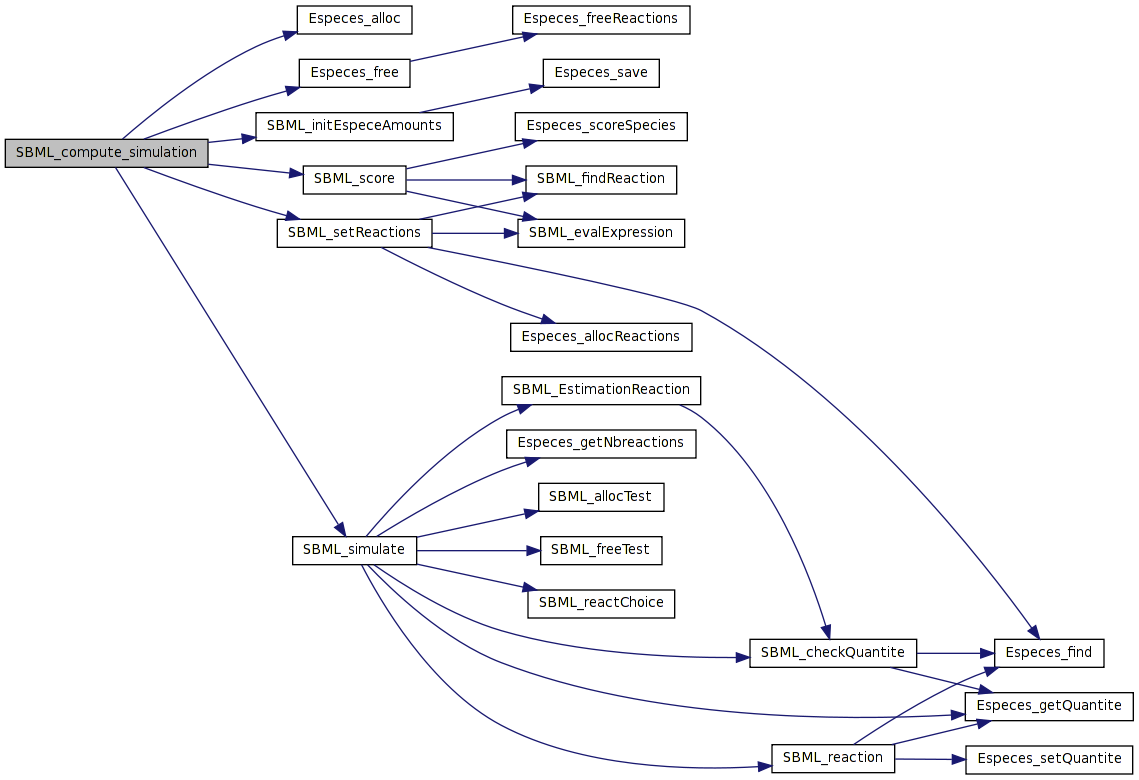 Especes_alloc
Especes_freeReactions
Especes_free
Especes_save
SBML_initEspeceAmounts
Especes_scoreSpecies
SBML_compute_simulation
SBML_score
SBML_findReaction
SBML_setReactions
SBML_evalExpression
Especes_allocReactions
SBML_EstimationReaction
Especes_getNbreactions
SBML_allocTest
SBML_simulate
SBML_freeTest
SBML_reactChoice
SBML_checkQuantite
Especes_find
Especes_getQuantite
SBML_reaction
Especes_setQuantite